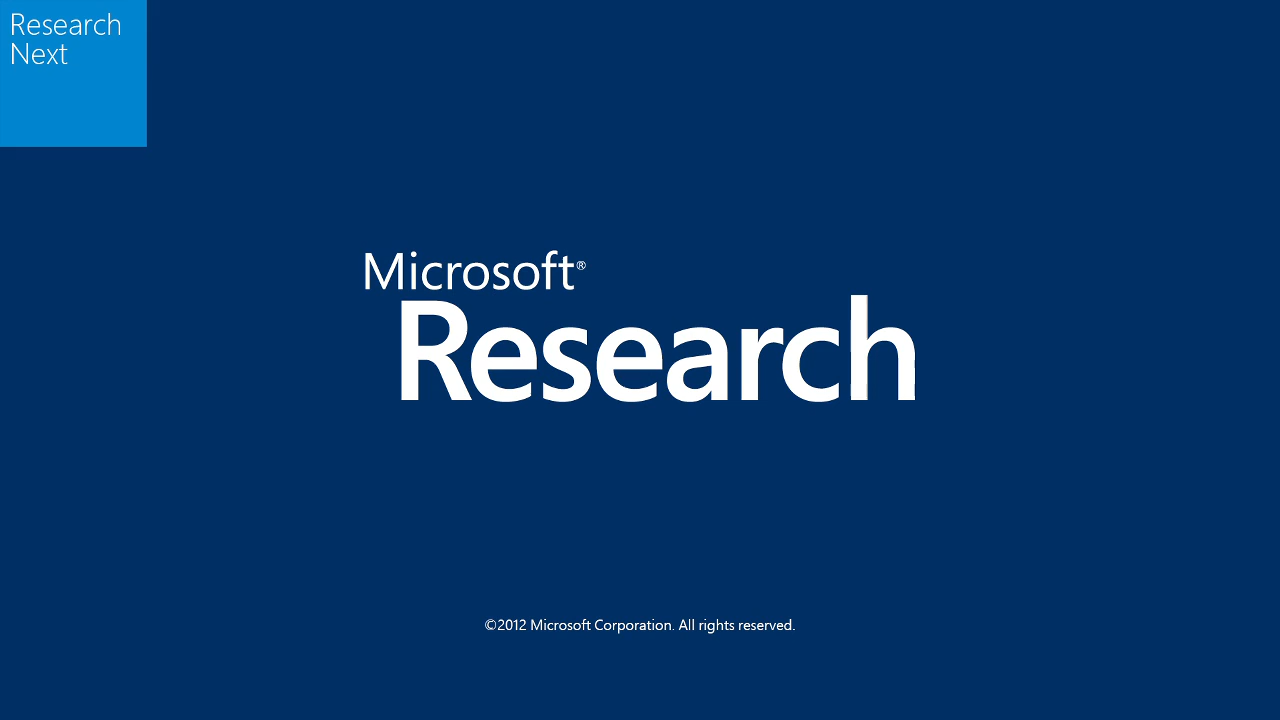 Research
Next
Microsoft®
Research
©2012 Microsoft Corporation. All rights reserved.